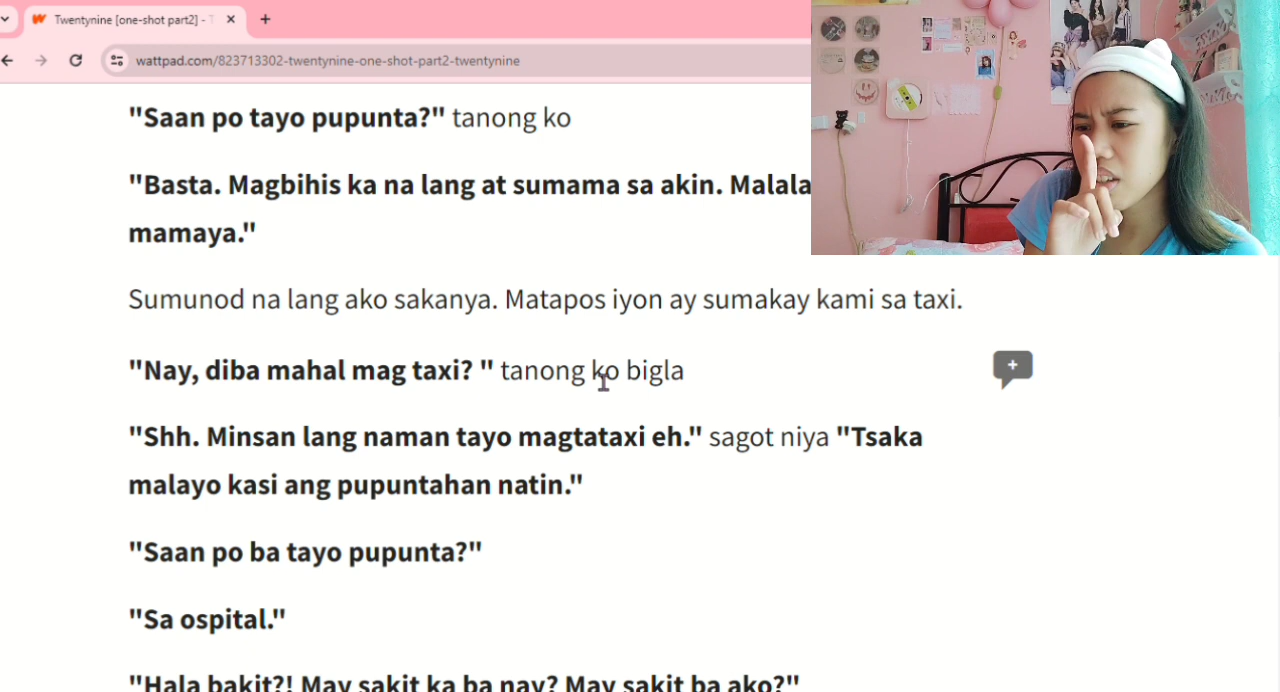 Twentynine [one-shot part2] -
wattpad.com/823713302-twentynine-one-shot-part2-twentynine
"Saan po tayo pupunta?" tanong ko
"Basta. Magbihis ka na lang at sumama sa akin. Malala
mamaya."
Sumunod na lang ako sakanya. Matapos iyon ay sumakay kami sa taxi.
"Nay, diba mahal mag taxi? " tanong ko bigla
"Shh. Minsan lang naman tayo magtataxi eh." sagot niya "Tsaka
malayo kasi ang pupuntahan natin."
"Saan po ba tayo pupunta?"
"Sa ospital."
"Hala bakit?! May sakit ka ba nay? May sakit ba ako?"